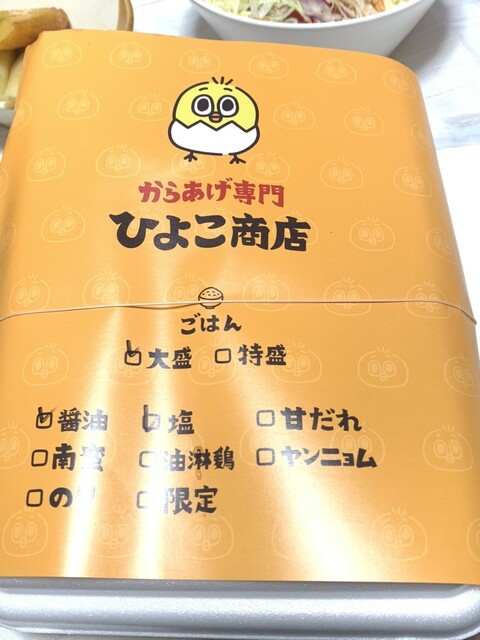 からあげ専門
ひよこ商店
ごはん
大盛 特盛
醤油 塩 甘だれ
南蛮 油淋鶏 ヤンニョム
限定